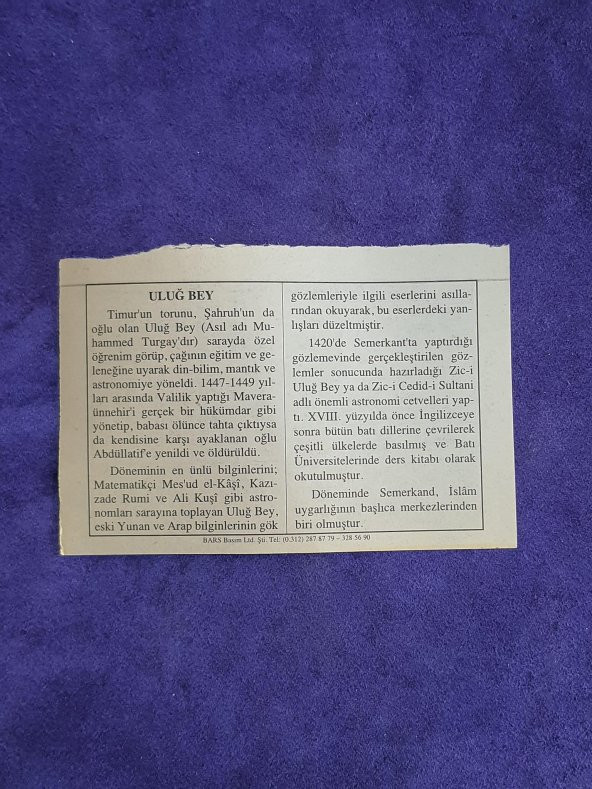 ULUĞ BEY
Timur'un torunu, Şahruh'un da
oğlu olan Uluğ Bey (Asıl adı Mu-
hammed Turgay'dır) sarayda özel
öğrenim görüp, çağının eğitim ve ge-
leneğine uyarak din-bilim, mantık ve
astronomiye yöneldi. 1447-1449 yıl-
ları arasında Valilik yaptığı Mavera-
ünnehir'i gerçek bir hükümdar gibi
yönetip, babası ölünce tahta çıktıysa
da kendisine karşı ayaklanan oğlu
Abdüllatif'e yenildi ve öldürüldü.
Döneminin en ünlü bilginlerini;
Matematikçi Mes'ud el-Kâşî, Kazı-
zade Rumi ve Ali Kuşî gibi astro-
nomları sarayına toplayan Uluğ Bey,
eski Yunan ve Arap bilginlerinin gök
gözlemleriyle ilgili eserlerini asılla-
rından okuyarak, bu eserlerdeki yan-
lışları düzeltmiştir.
1420'de Semerkant'ta yaptırdığı
gözlemevinde gerçekleştirilen göz-
lemler sonucunda hazırladığı Zic-i
Uluğ Bey ya da Zic-i Cedid-i Sultani
adlı önemli astronomi cetvelleri yap-
tı. XVIII. yüzyılda önce İngilizceye
sonra bütün batı dillerine çevrilerek
çeşitli ülkelerde basılmış ve Batı
Üniversitelerinde ders kitabı olarak
okutulmuştur.
Döneminde Semerkand, İslâm
uygarlığının başlıca merkezlerinden
biri olmuştur.
BARS Basım Ltd. Şti. Tel: (0.312) 287 87 79 – 328 56 90